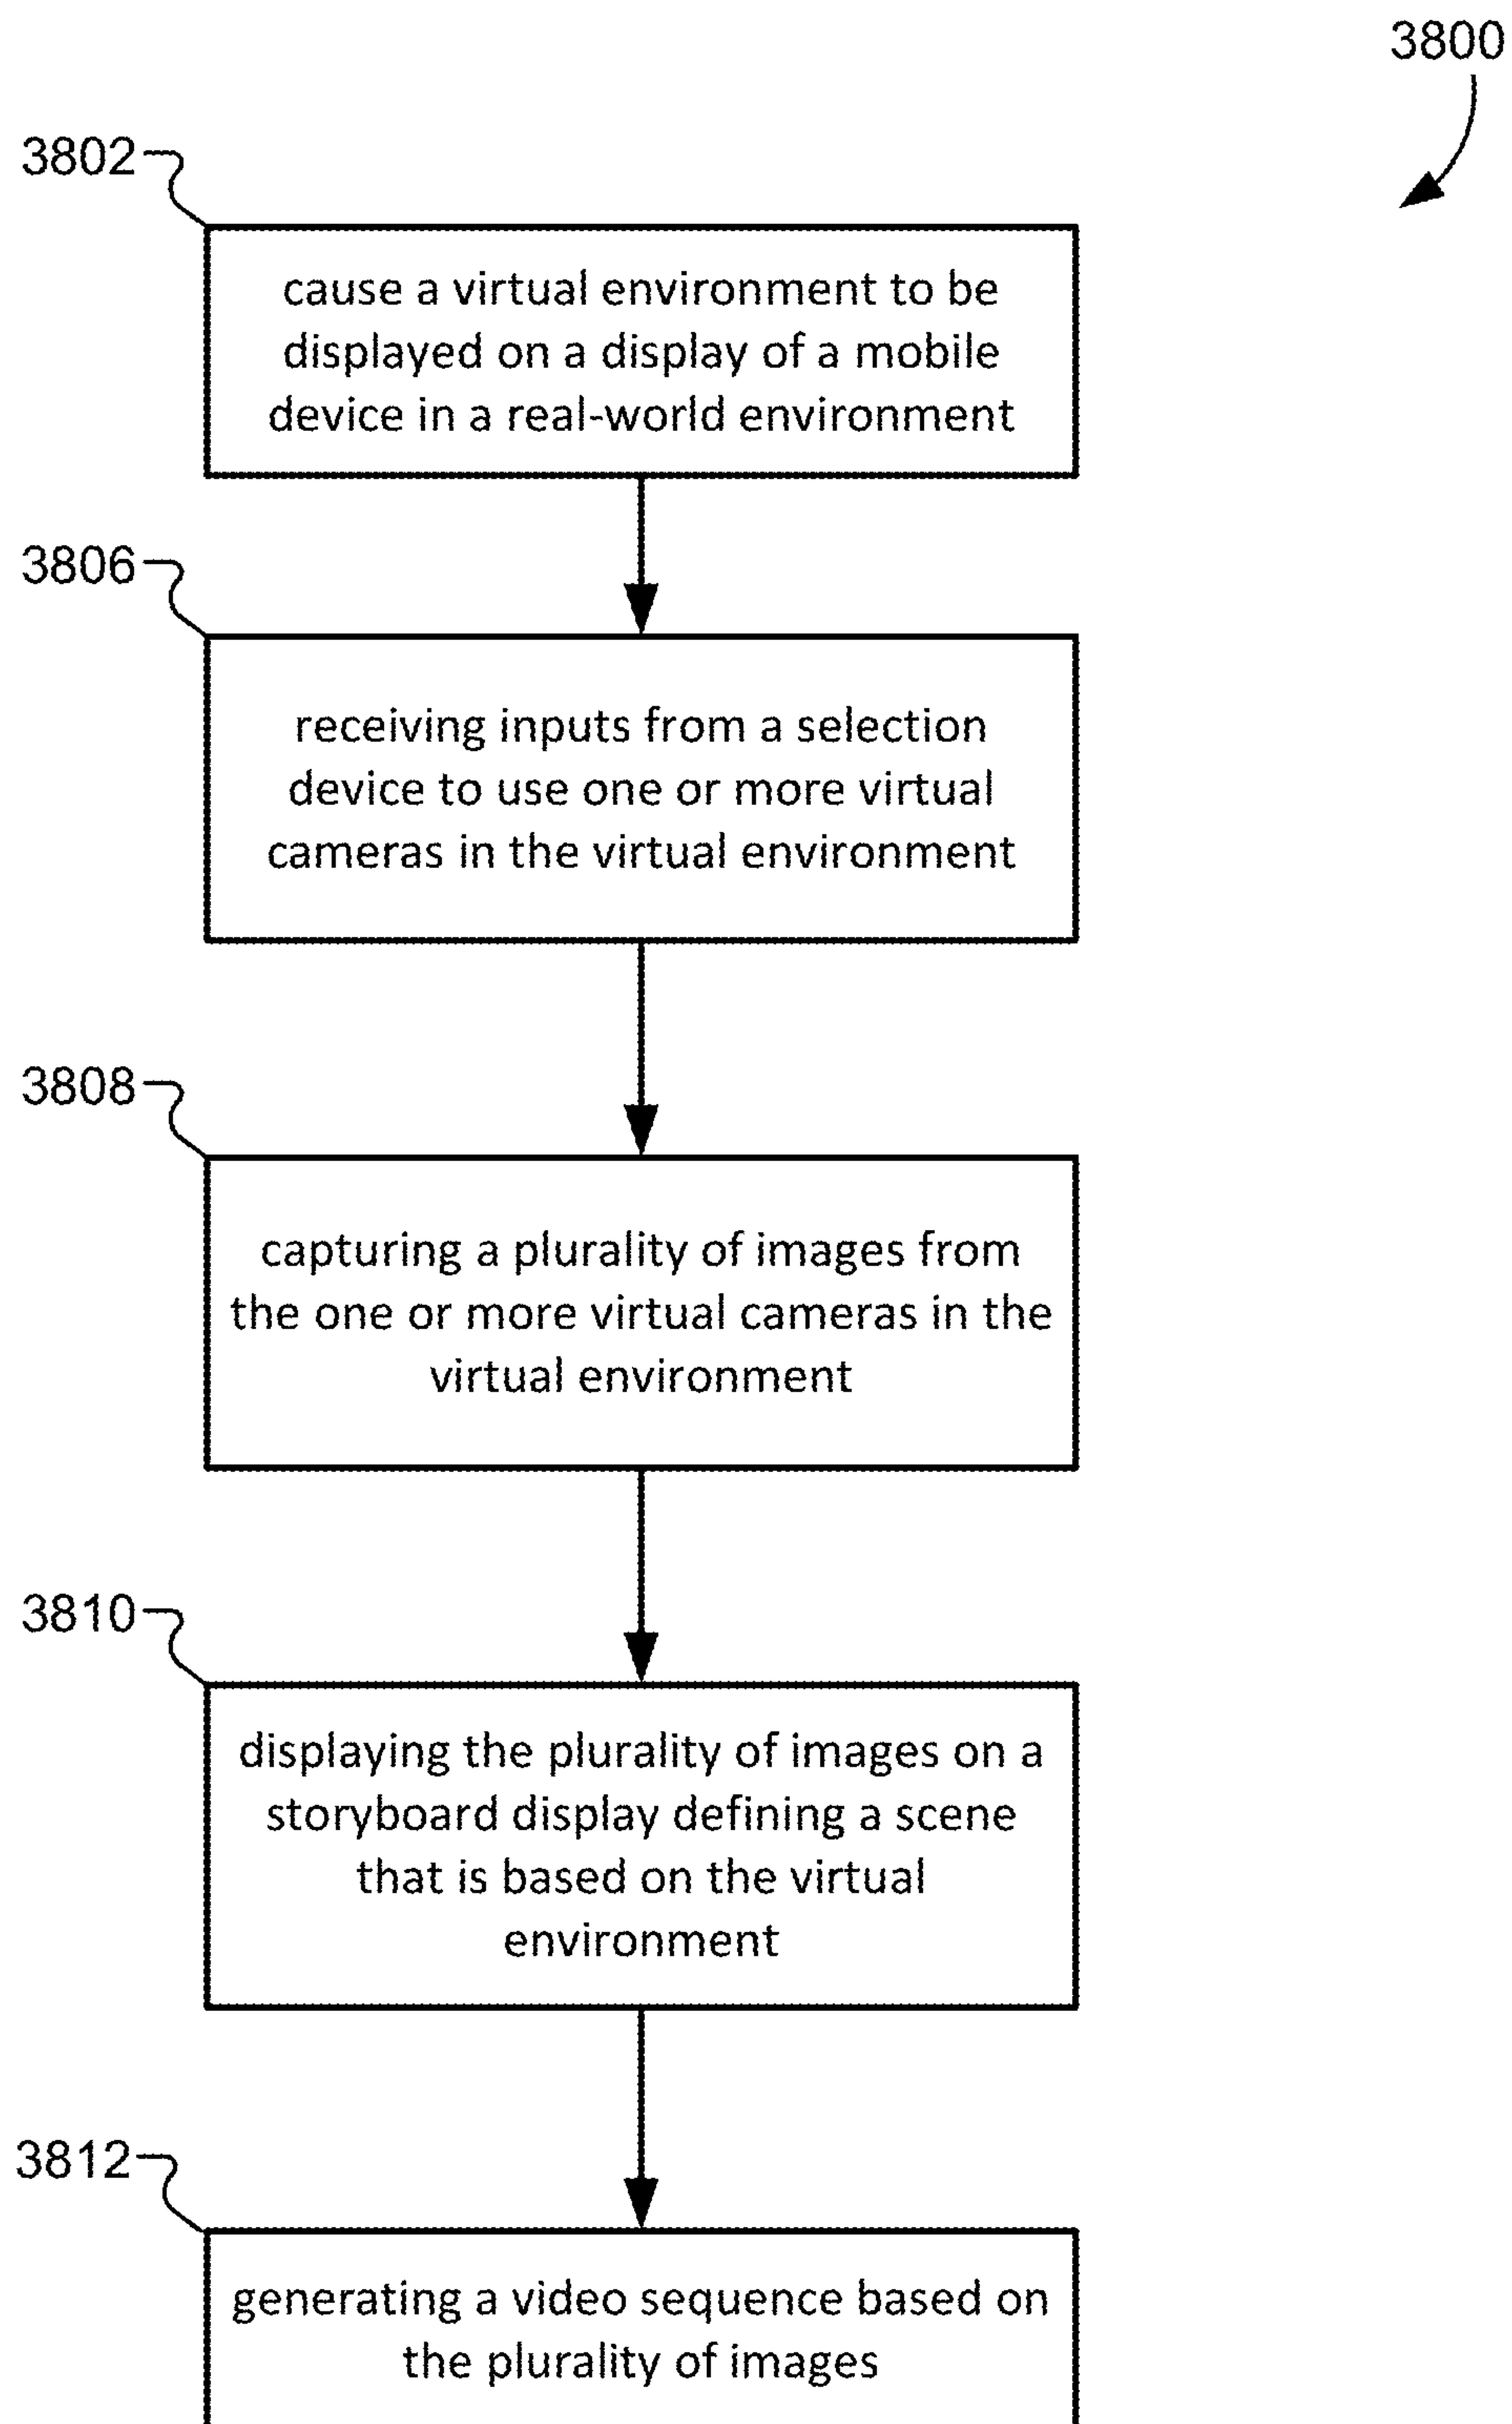 3800
3802
cause a virtual environment to be
displayed on a display of a mobile
device in a real-world environment
3806
receiving inputs from a selection
device to use one or more virtual
cameras in the virtual environment
3808
capturing a plurality of images from
the one or more virtual cameras in the
virtual environment
3810
displaying the plurality of images on a
storyboard display defining a scene
that is based on the virtual
environment
3812
generating a video sequence based on
the plurality of images